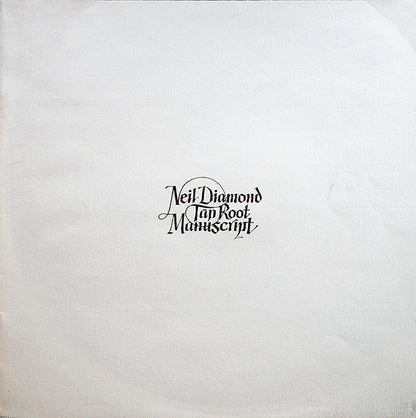 Neil Diamond
Tap Root
Manuscript